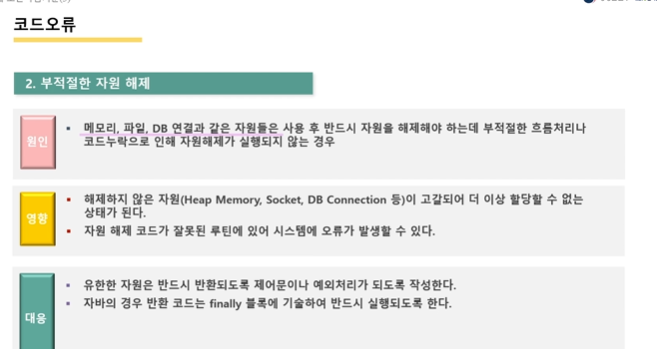 코드오류
2. 부적절한 자원 해제
원인
▪ 메모리, 파일, DB 연결과 같은 자원들은 사용 후 반드시 자원을 해제해야 하는데 부적절한 흐름처리나
코드누락으로 인해 자원해제가 실행되지 않는 경우
영향
▪ 해제하지 않은 자원(Heap Memory, Socket, DB Connection 등)이 고갈되어 더 이상 할당할 수 없는
상태가 된다.
▪ 자원 해제 코드가 잘못된 루틴에 있어 시스템에 오류가 발생할 수 있다.
대응
▪ 유한한 자원은 반드시 반환되도록 제어문이나 예외처리가 되도록 작성한다.
▪ 자바의 경우 반환 코드는 finally 블록에 기술하여 반드시 실행되도록 한다.